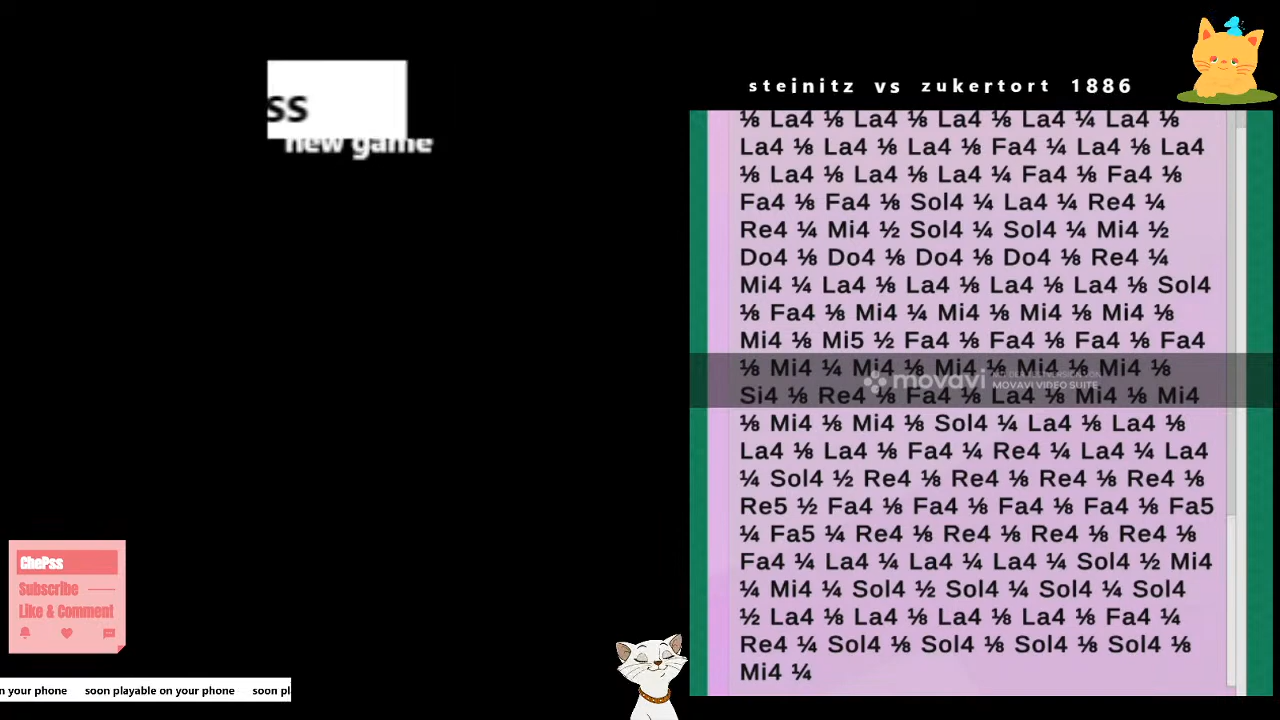 ss
new game
steinitz vs zukertort 1886
⅛ La4 ⅛ La4 ⅛ La4 ⅛ La4 ¼ La4 ⅛
La4 ⅛ La4 ⅛ La4 ⅛ Fa4 ¼ La4 ⅛ La4
⅛ La4 ⅛ La4 ⅛ La4 ¼ Fa4 ⅛ Fa4 ⅛
Fa4 ⅛ Fa4 ⅛ Sol4 ¼ La4 ¼ Re4 ¼
Re4 ¼ Mi4 ½ Sol4 ¼ Sol4 ¼ Mi4 ½
Do4 ⅛ Do4 ⅛ Do4 ⅛ Do4 ⅛ Re4 ¼
Mi4 ¼ La4 ⅛ La4 ⅛ La4 ⅛ La4 ⅛ Sol4
⅛ Fa4 ⅛ Mi4 ¼ Mi4 ⅛ Mi4 ⅛ Mi4 ⅛
Mi4 ⅛ Mi5 ½ Fa4 ⅛ Fa4 ⅛ Fa4 ⅛ Fa4
⅛ Mi4 ¼ Mi4 ⅛ Mi4 ⅛ Mi4 ⅛ Mi4 ⅛
movavi
MOVAVI VIDEO SUITE
Si4 ⅛ Re4 ⅛ Fa4 ⅛ La4 ⅛ Mi4 ⅛ Mi4
⅛ Mi4 ⅛ Mi4 ⅛ Sol4 ¼ La4 ⅛ La4 ⅛
La4 ⅛ La4 ⅛ Fa4 ¼ Re4 ¼ La4 ¼ La4
¼ Sol4 ½ Re4 ⅛ Re4 ⅛ Re4 ⅛ Re4 ⅛
Re5 ½ Fa4 ⅛ Fa4 ⅛ Fa4 ⅛ Fa4 ⅛ Fa5
¼ Fa5 ¼ Re4 ⅛ Re4 ⅛ Re4 ⅛ Re4 ⅛
Fa4 ¼ La4 ¼ La4 ¼ La4 ¼ Sol4 ½ Mi4
¼ Mi4 ¼ Sol4 ½ Sol4 ¼ Sol4 ¼ Sol4
½ La4 ⅛ La4 ⅛ La4 ⅛ La4 ⅛ Fa4 ¼
Re4 ¼ Sol4 ⅛ Sol4 ⅛ Sol4 ⅛ Sol4 ⅛
Mi4 ¼
ChePss
Subscribe
Like & Comment
n your phone soon playable on your phone soon pl